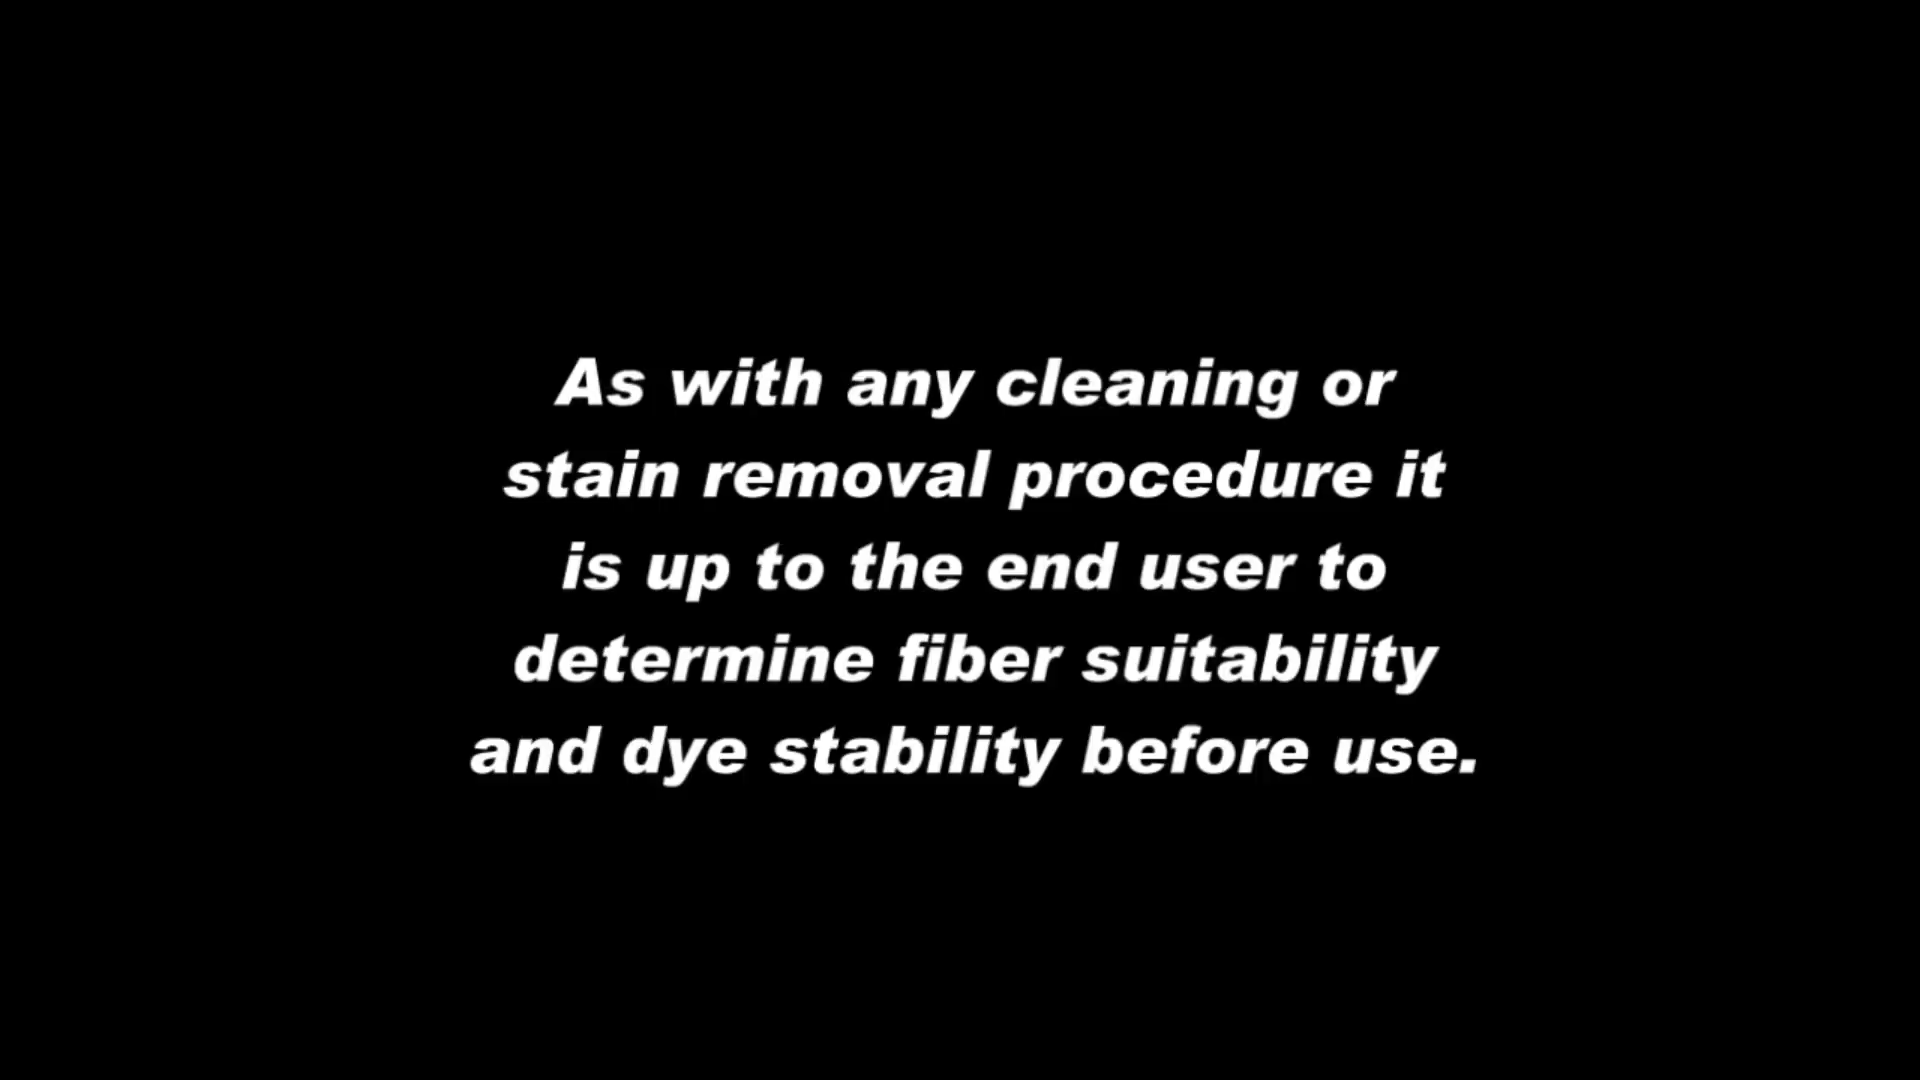 As with any cleaning or
stain removal procedure it
is up to the end user to
determine fiber suitability
and dye stability before use.